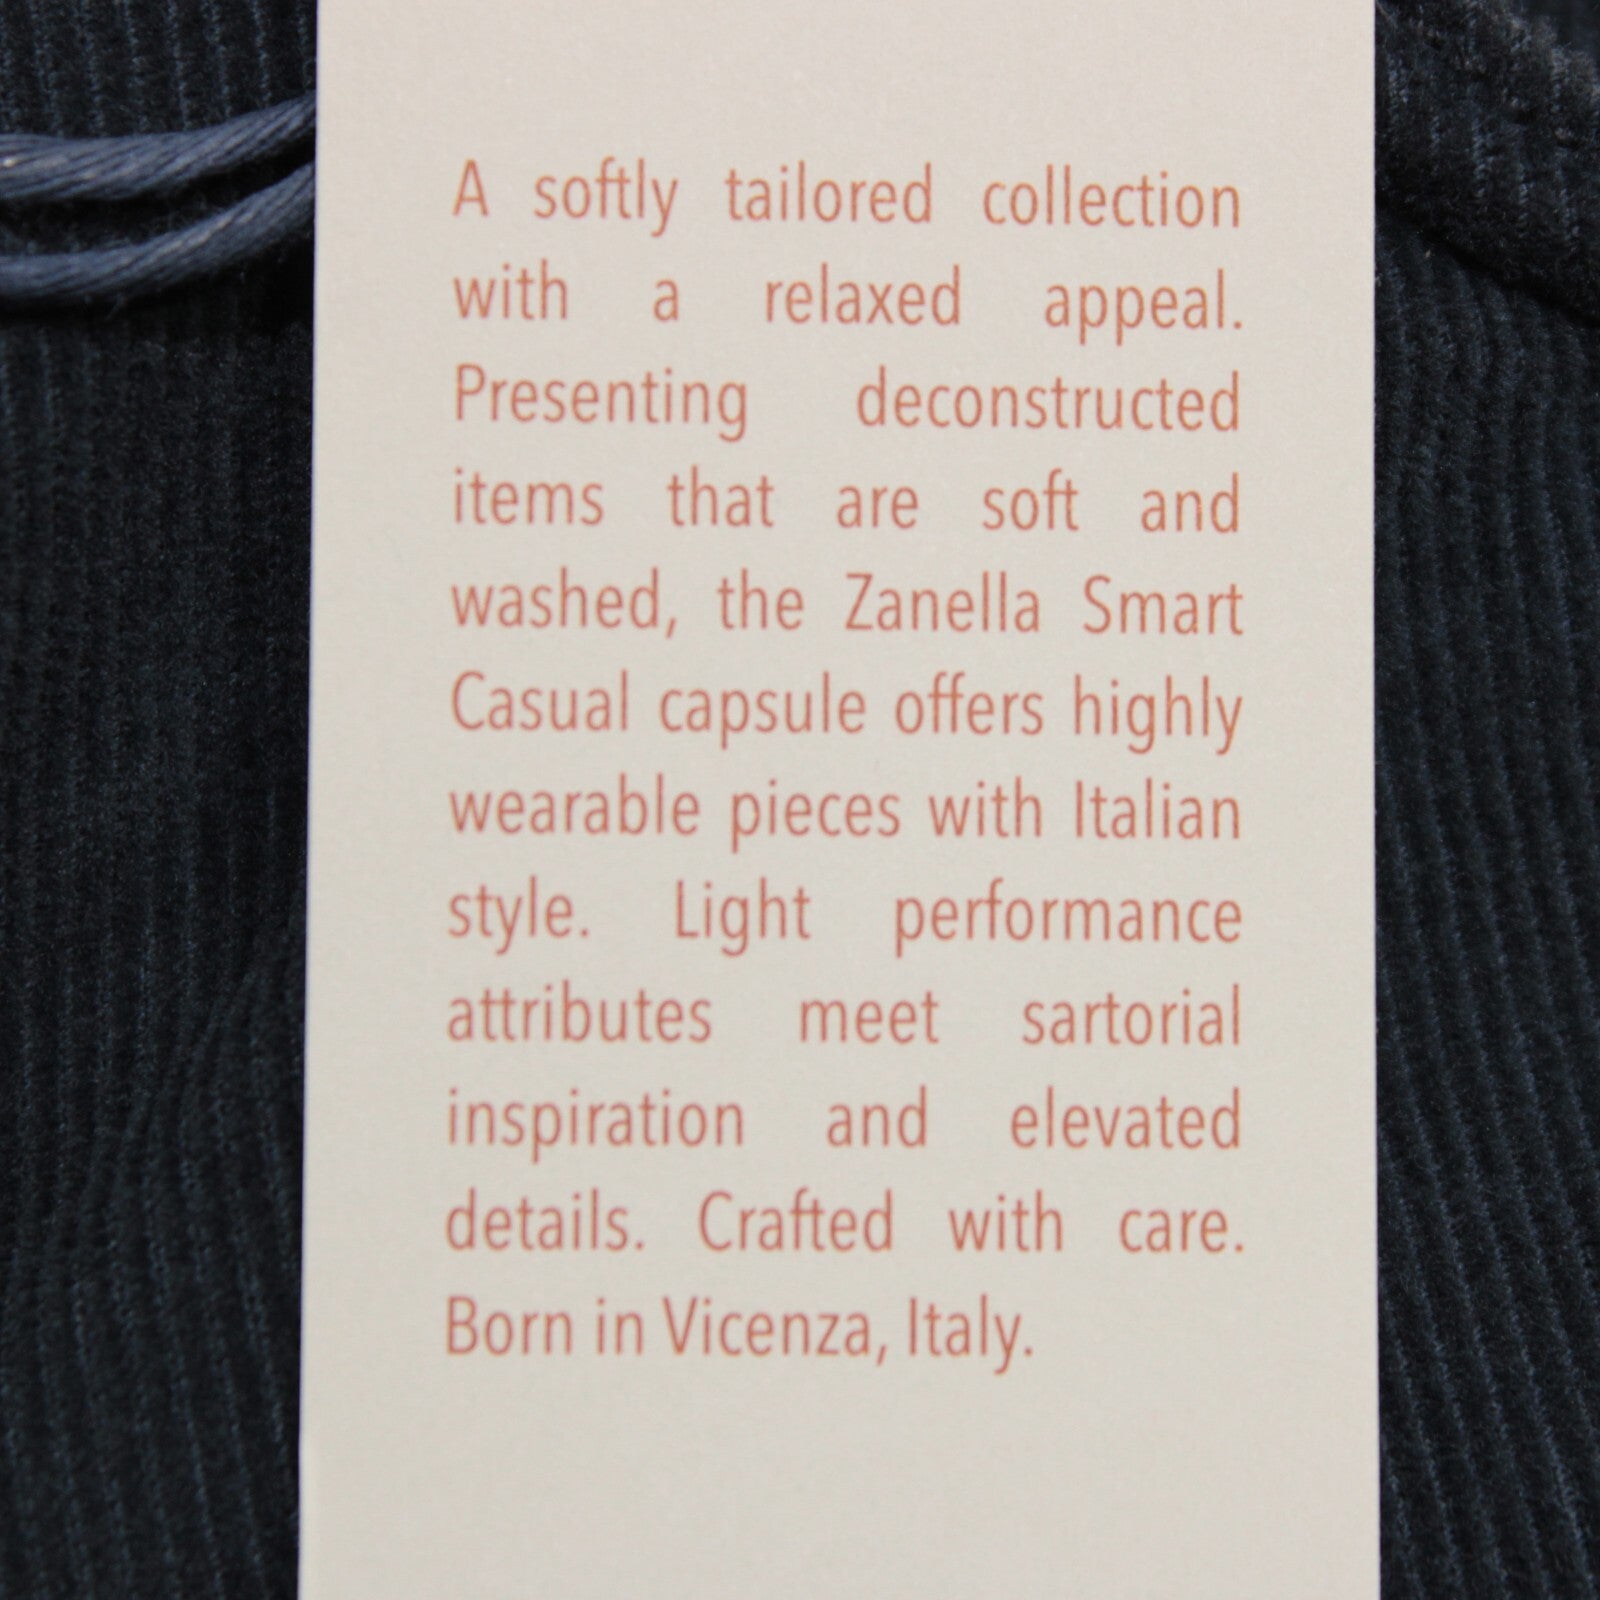 A softly tailored collection
with a relaxed appeal.
Presenting deconstructed
items that are soft and
washed, the Zanella Smart
Casual capsule offers highly
wearable pieces with Italian
style. Light performance
attributes meet sartorial
inspiration and elevated
details. Crafted with care.
Born in Vicenza, Italy.